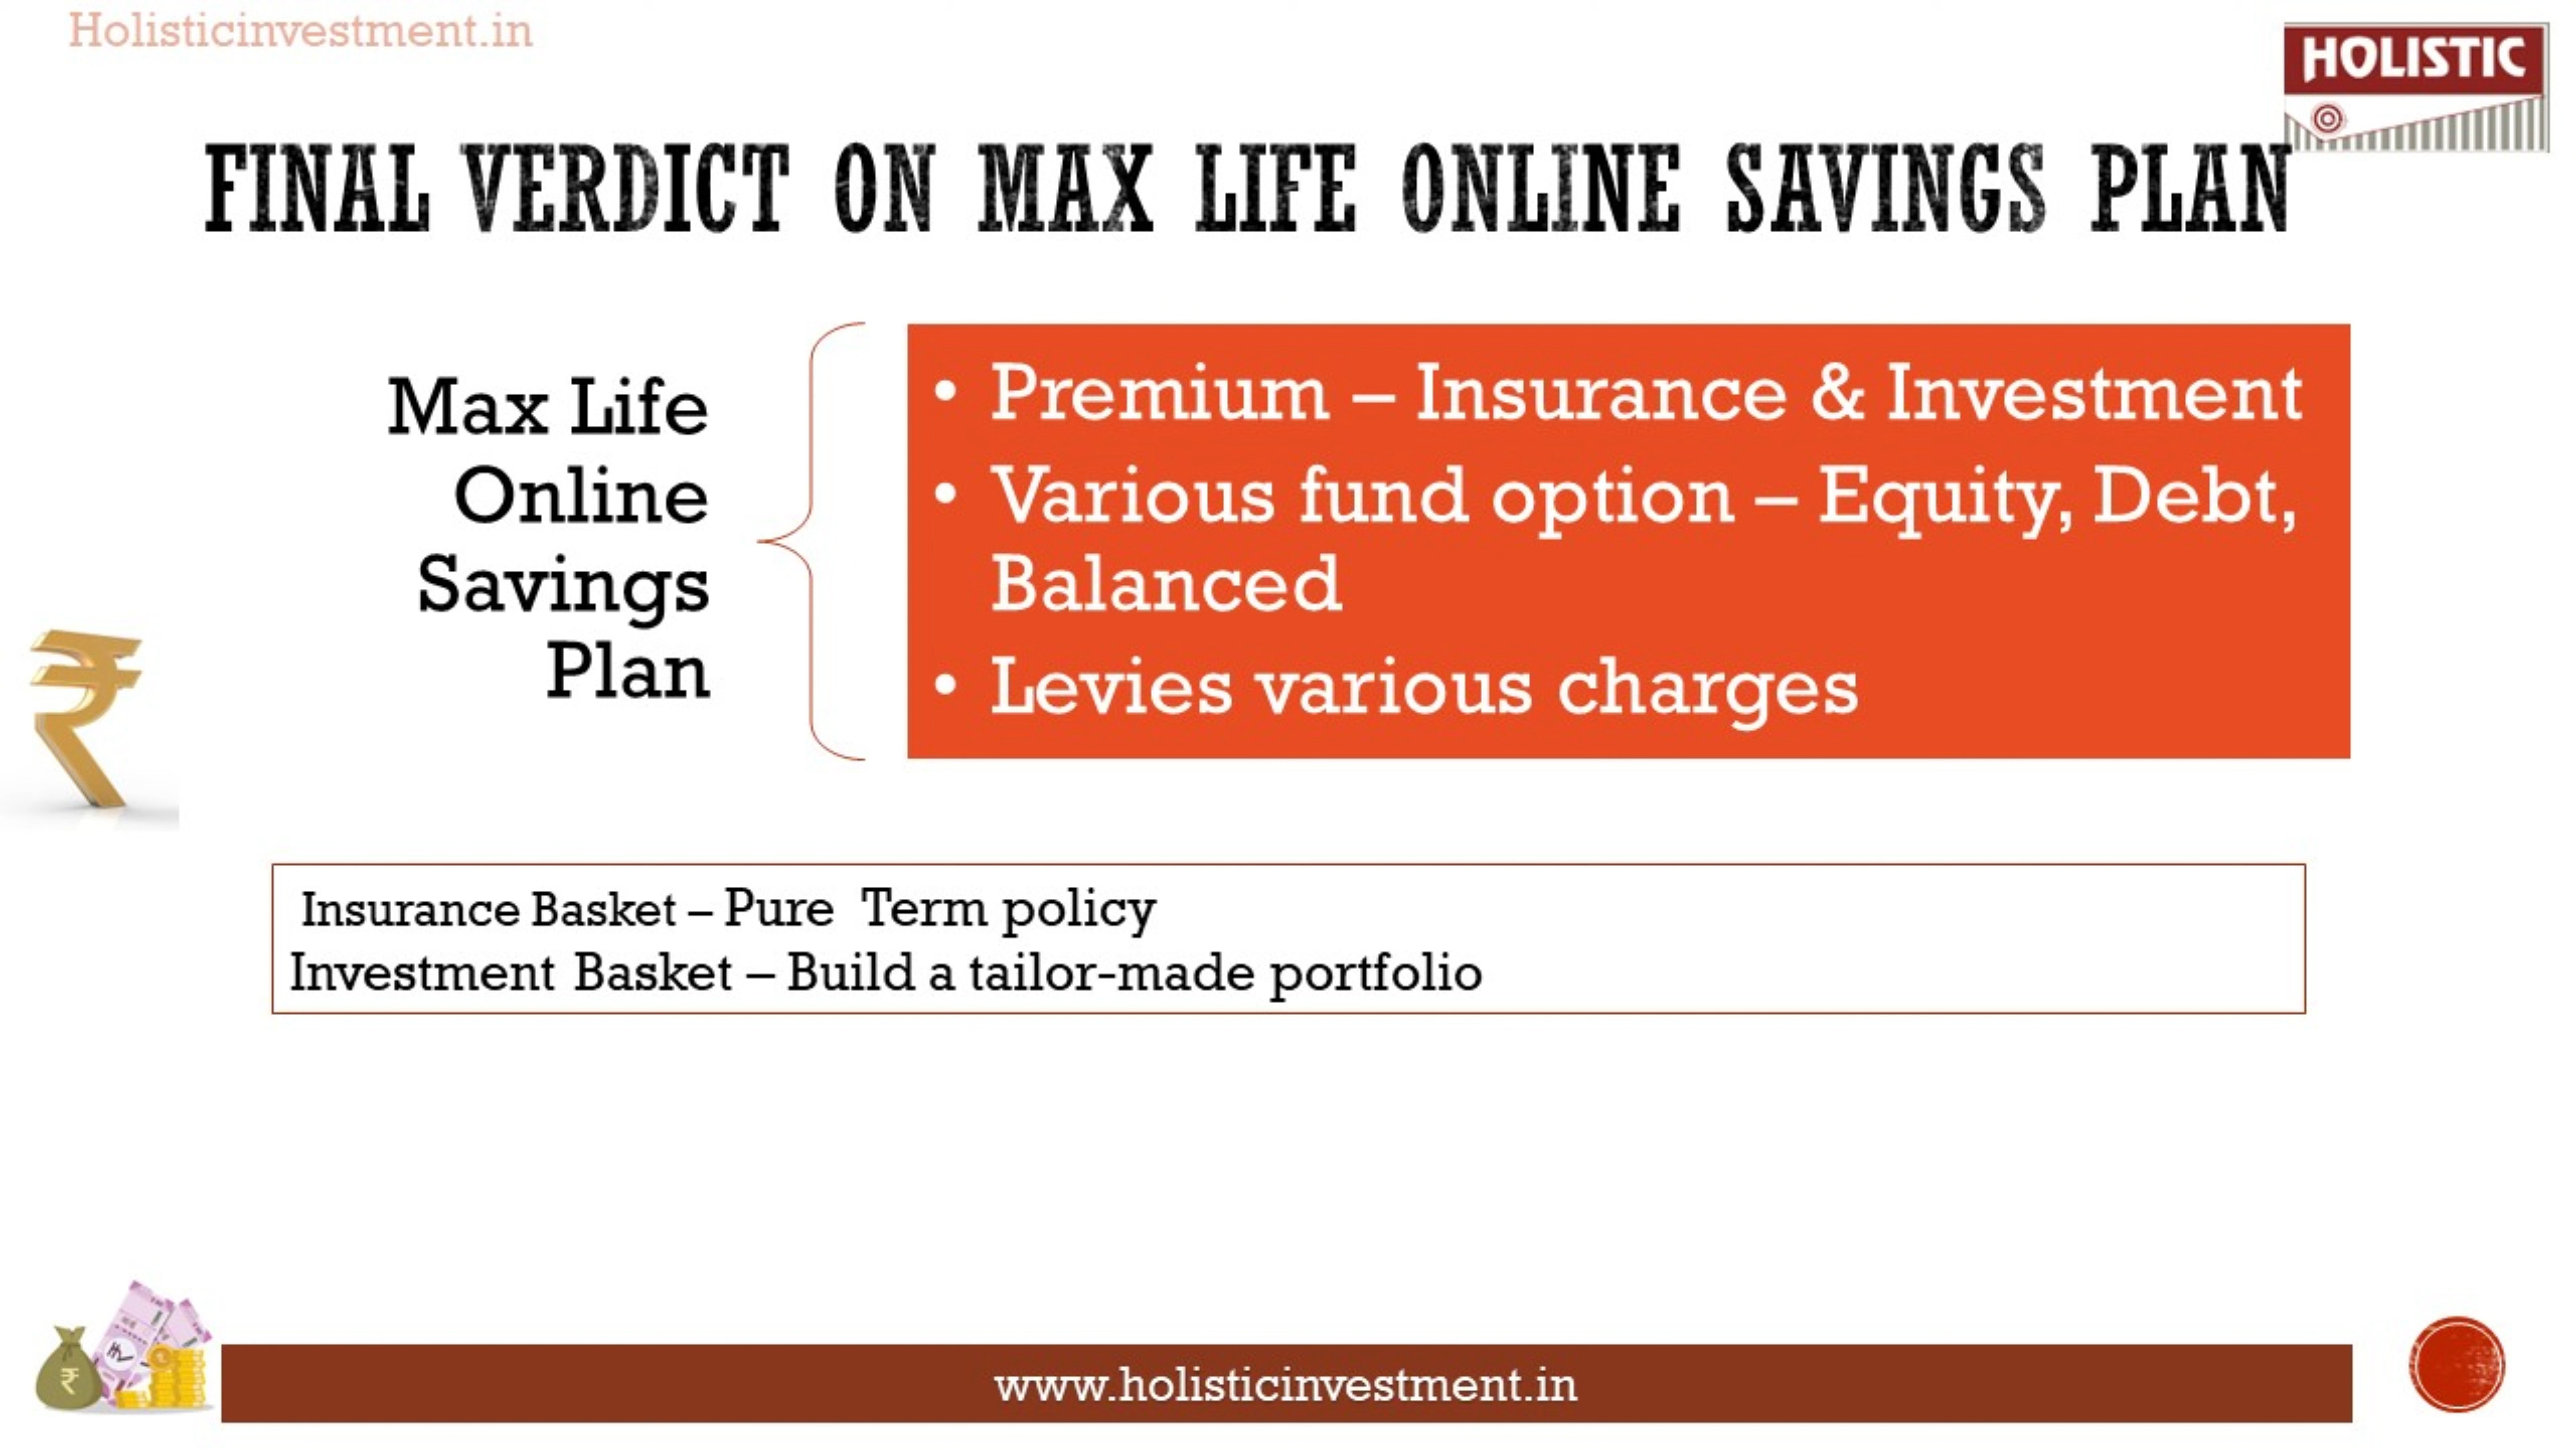 Holisticinvestment.in
HOLISTIC
FINAL VERDICT ON MAX LIFE ONLINE SAVINGS PLAN
Max Life
Online
Savings
Plan
• Premium – Insurance & Investment
• Various fund option – Equity, Debt,
Balanced
• Levies various charges
Insurance Basket – Pure Term policy
Investment Basket – Build a tailor-made portfolio
www.holisticinvestment.in